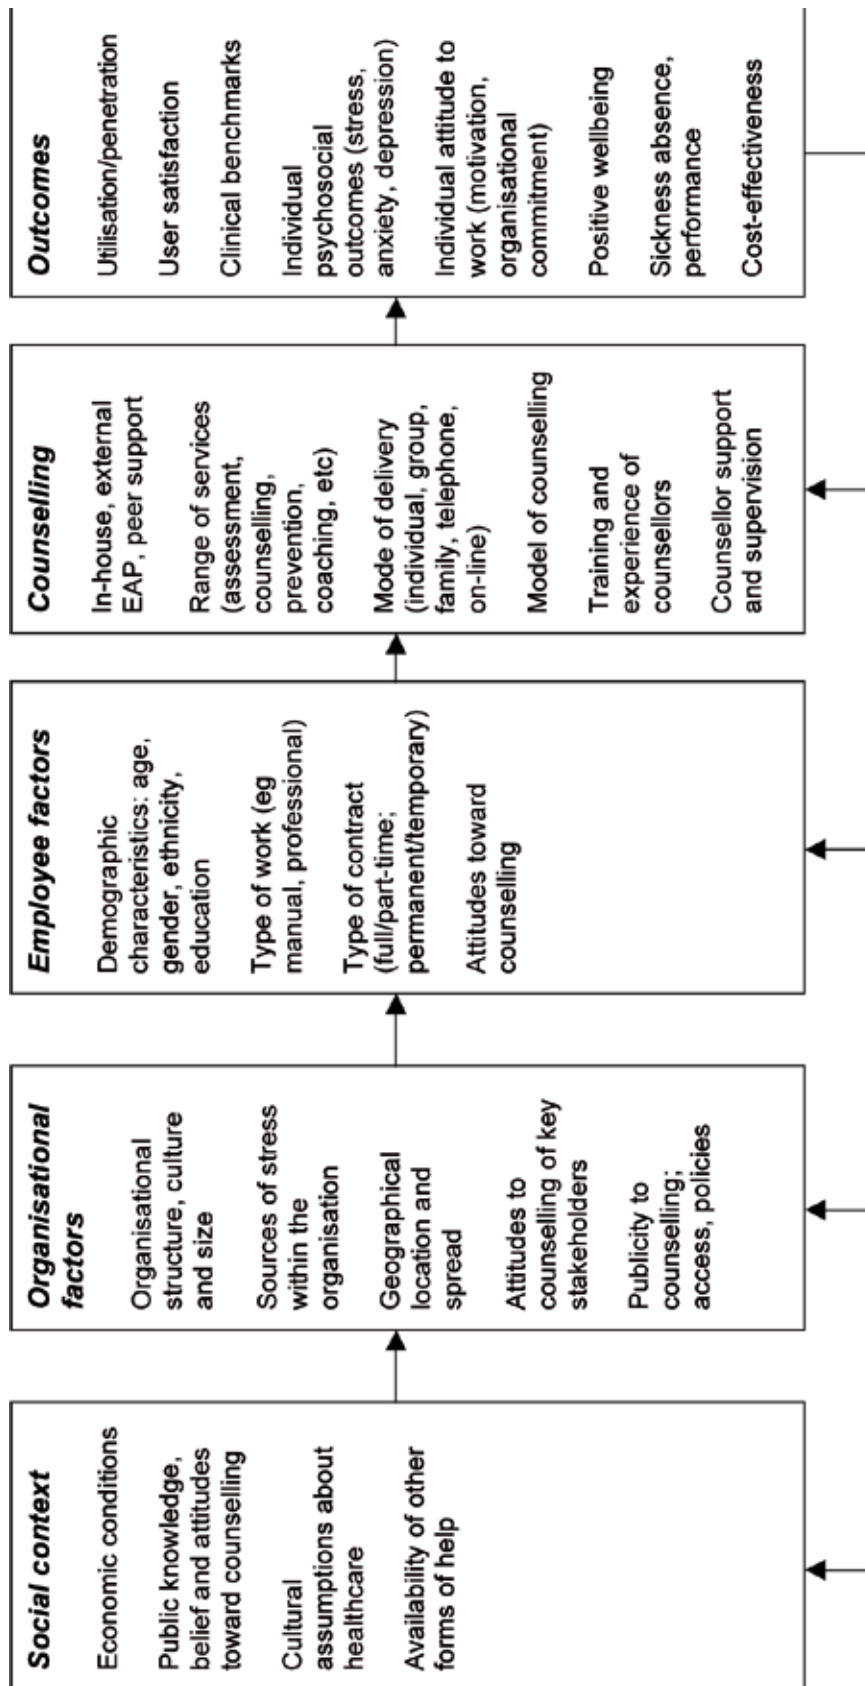 Social context
Economic conditions
Public knowledge,
belief and attitudes
toward counselling
Cultural
assumptions about
healthcare
Availability of other
forms of help
Organisational
factors
Organisational
structure, culture
and size
Sources of stress
within the
organisation
Geographical
location and
spread
Attitudes to
counselling of key
stakeholders
Publicity to
counselling;
access, policies
Employee factors
Demographic
characteristics: age,
gender, ethnicity,
education
Type of work (eg
manual, professional)
Type of contract
(full/part-time;
permanent/temporary)
Attitudes toward
counselling
Counselling
In-house, external
EAP, peer support
Range of services
(assessment,
counselling,
prevention,
coaching, etc)
Mode of delivery
(individual, group,
family, telephone,
on-line)
Model of counselling
Training and
experience of
counsellors
Counsellor support
and supervision
Outcomes
Utilisation/penetration
User satisfaction
Clinical benchmarks
Individual
psychosocial
outcomes (stress,
anxiety, depression)
Individual attitude to
work (motivation,
organisational
commitment)
Positive wellbeing
Sickness absence,
performance
Cost-effectiveness